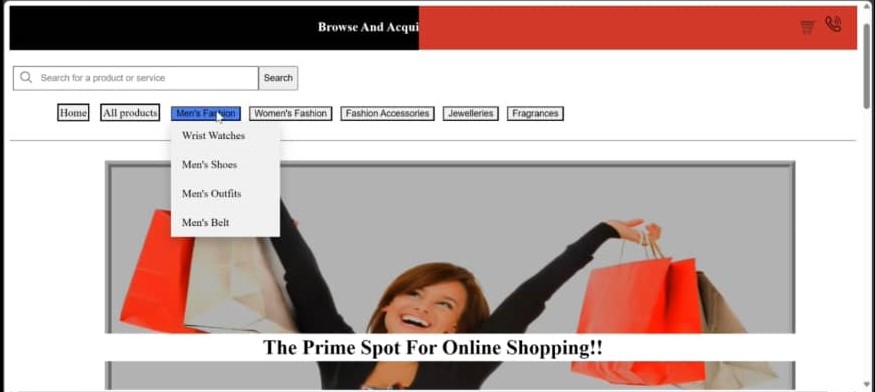 Browse And Acqui
Search for a product or service Search
Home All products Men's Fashion Women's Fashion Fashion Accessories Jewelleries Fragrances
Wrist Watches
Men's Shoes
Men's Outfits
Men's Belt
The Prime Spot For Online Shopping!!